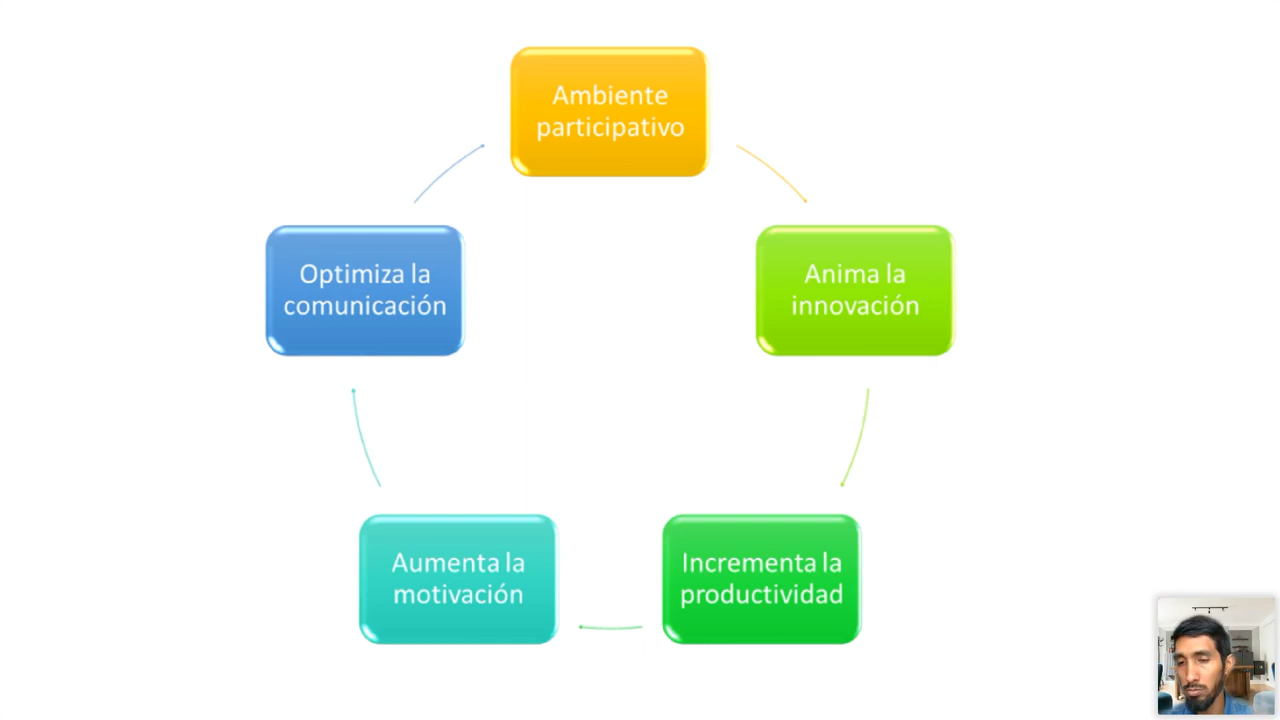 Ambiente
participativo
Anima la
innovación
Incrementa la
productividad
Aumenta la
motivación
Optimiza la
comunicación